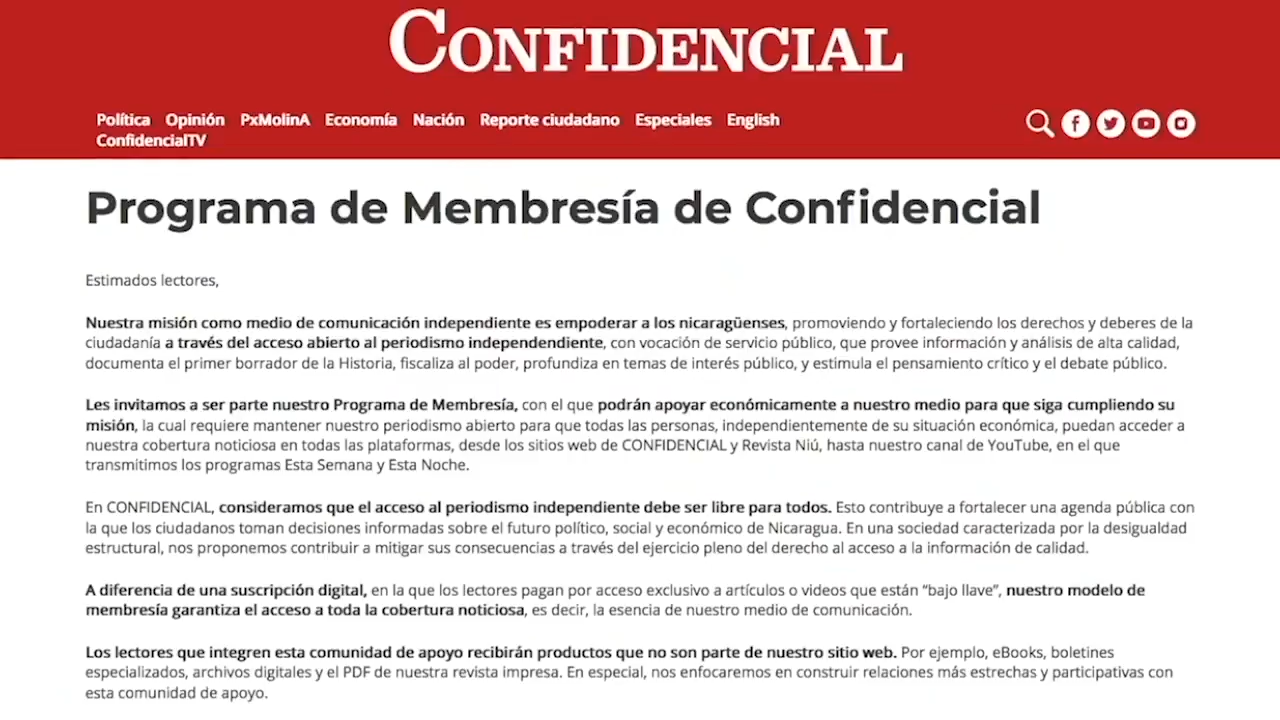 CONFIDENCIAL
Política Opinión PxMolinA Economía Nación Reporte ciudadano Especiales English
ConfidencialTV
Programa de Membresía de Confidencial
Estimados lectores,
Nuestra misión como medio de comunicación independiente es empoderar a los nicaragüenses, promoviendo y fortaleciendo los derechos y deberes de la
ciudadanía a través del acceso abierto al periodismo independendiente, con vocación de servicio público, que provee información y análisis de alta calidad,
documenta el primer borrador de la Historia, fiscaliza al poder, profundiza en temas de interés público, y estimula el pensamiento crítico y el debate público.
Les invitamos a ser parte nuestro Programa de Membresía, con el que podrán apoyar económicamente a nuestro medio para que siga cumpliendo su
misión, la cual requiere mantener nuestro periodismo abierto para que todas las personas, independientemente de su situación económica, puedan acceder a
nuestra cobertura noticiosa en todas las plataformas, desde los sitios web de CONFIDENCIAL y Revista Niú, hasta nuestro canal de YouTube, en el que
transmitimos los programas Esta Semana y Esta Noche.
En CONFIDENCIAL, consideramos que el acceso al periodismo independiente debe ser libre para todos. Esto contribuye a fortalecer una agenda pública con
la que los ciudadanos toman decisiones informadas sobre el futuro político, social y económico de Nicaragua. En una sociedad caracterizada por la desigualdad
estructural, nos proponemos contribuir a mitigar sus consecuencias a través del ejercicio pleno del derecho al acceso a la información de calidad.
A diferencia de una suscripción digital, en la que los lectores pagan por acceso exclusivo a artículos o videos que están “bajo llave”, nuestro modelo de
membresía garantiza el acceso a toda la cobertura noticiosa, es decir, la esencia de nuestro medio de comunicación.
Los lectores que integren esta comunidad de apoyo recibirán productos que no son parte de nuestro sitio web. Por ejemplo, eBooks, boletines
especializados, archivos digitales y el PDF de nuestra revista impresa. En especial, nos enfocaremos en construir relaciones más estrechas y participativas con
esta comunidad de apoyo.